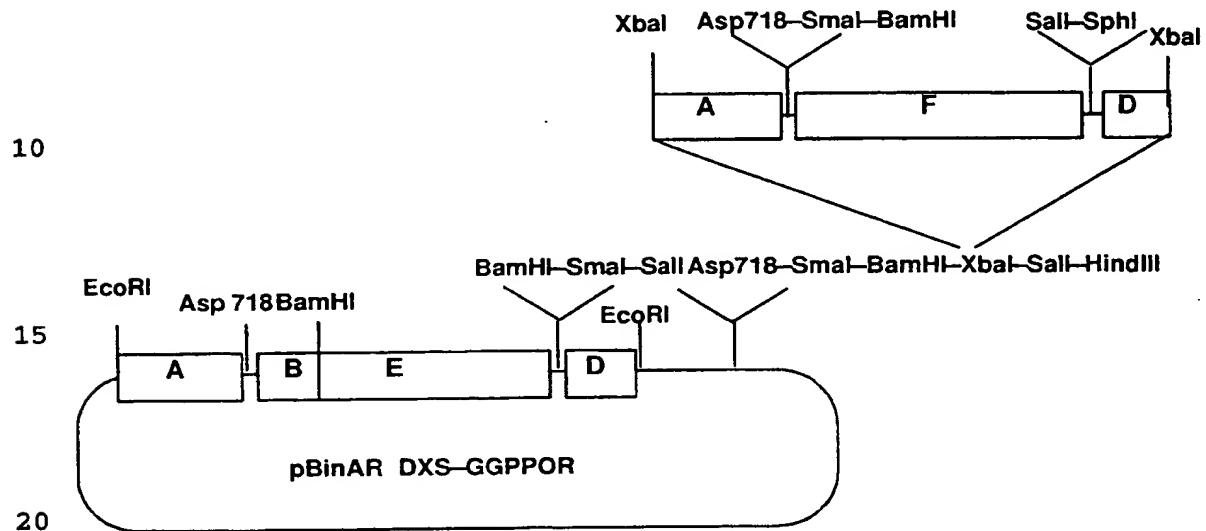 XbaI Asp718–SmaI–BamHI SalI–SphI XbaI
A F D
10
BamHI–SmaI–SalI Asp718–SmaI–BamHI–XbaI–SalI–HindIII
EcoRI Asp 718 BamHI EcoRI
15
A B E D
pBinAR DXS–GGPPOR
20